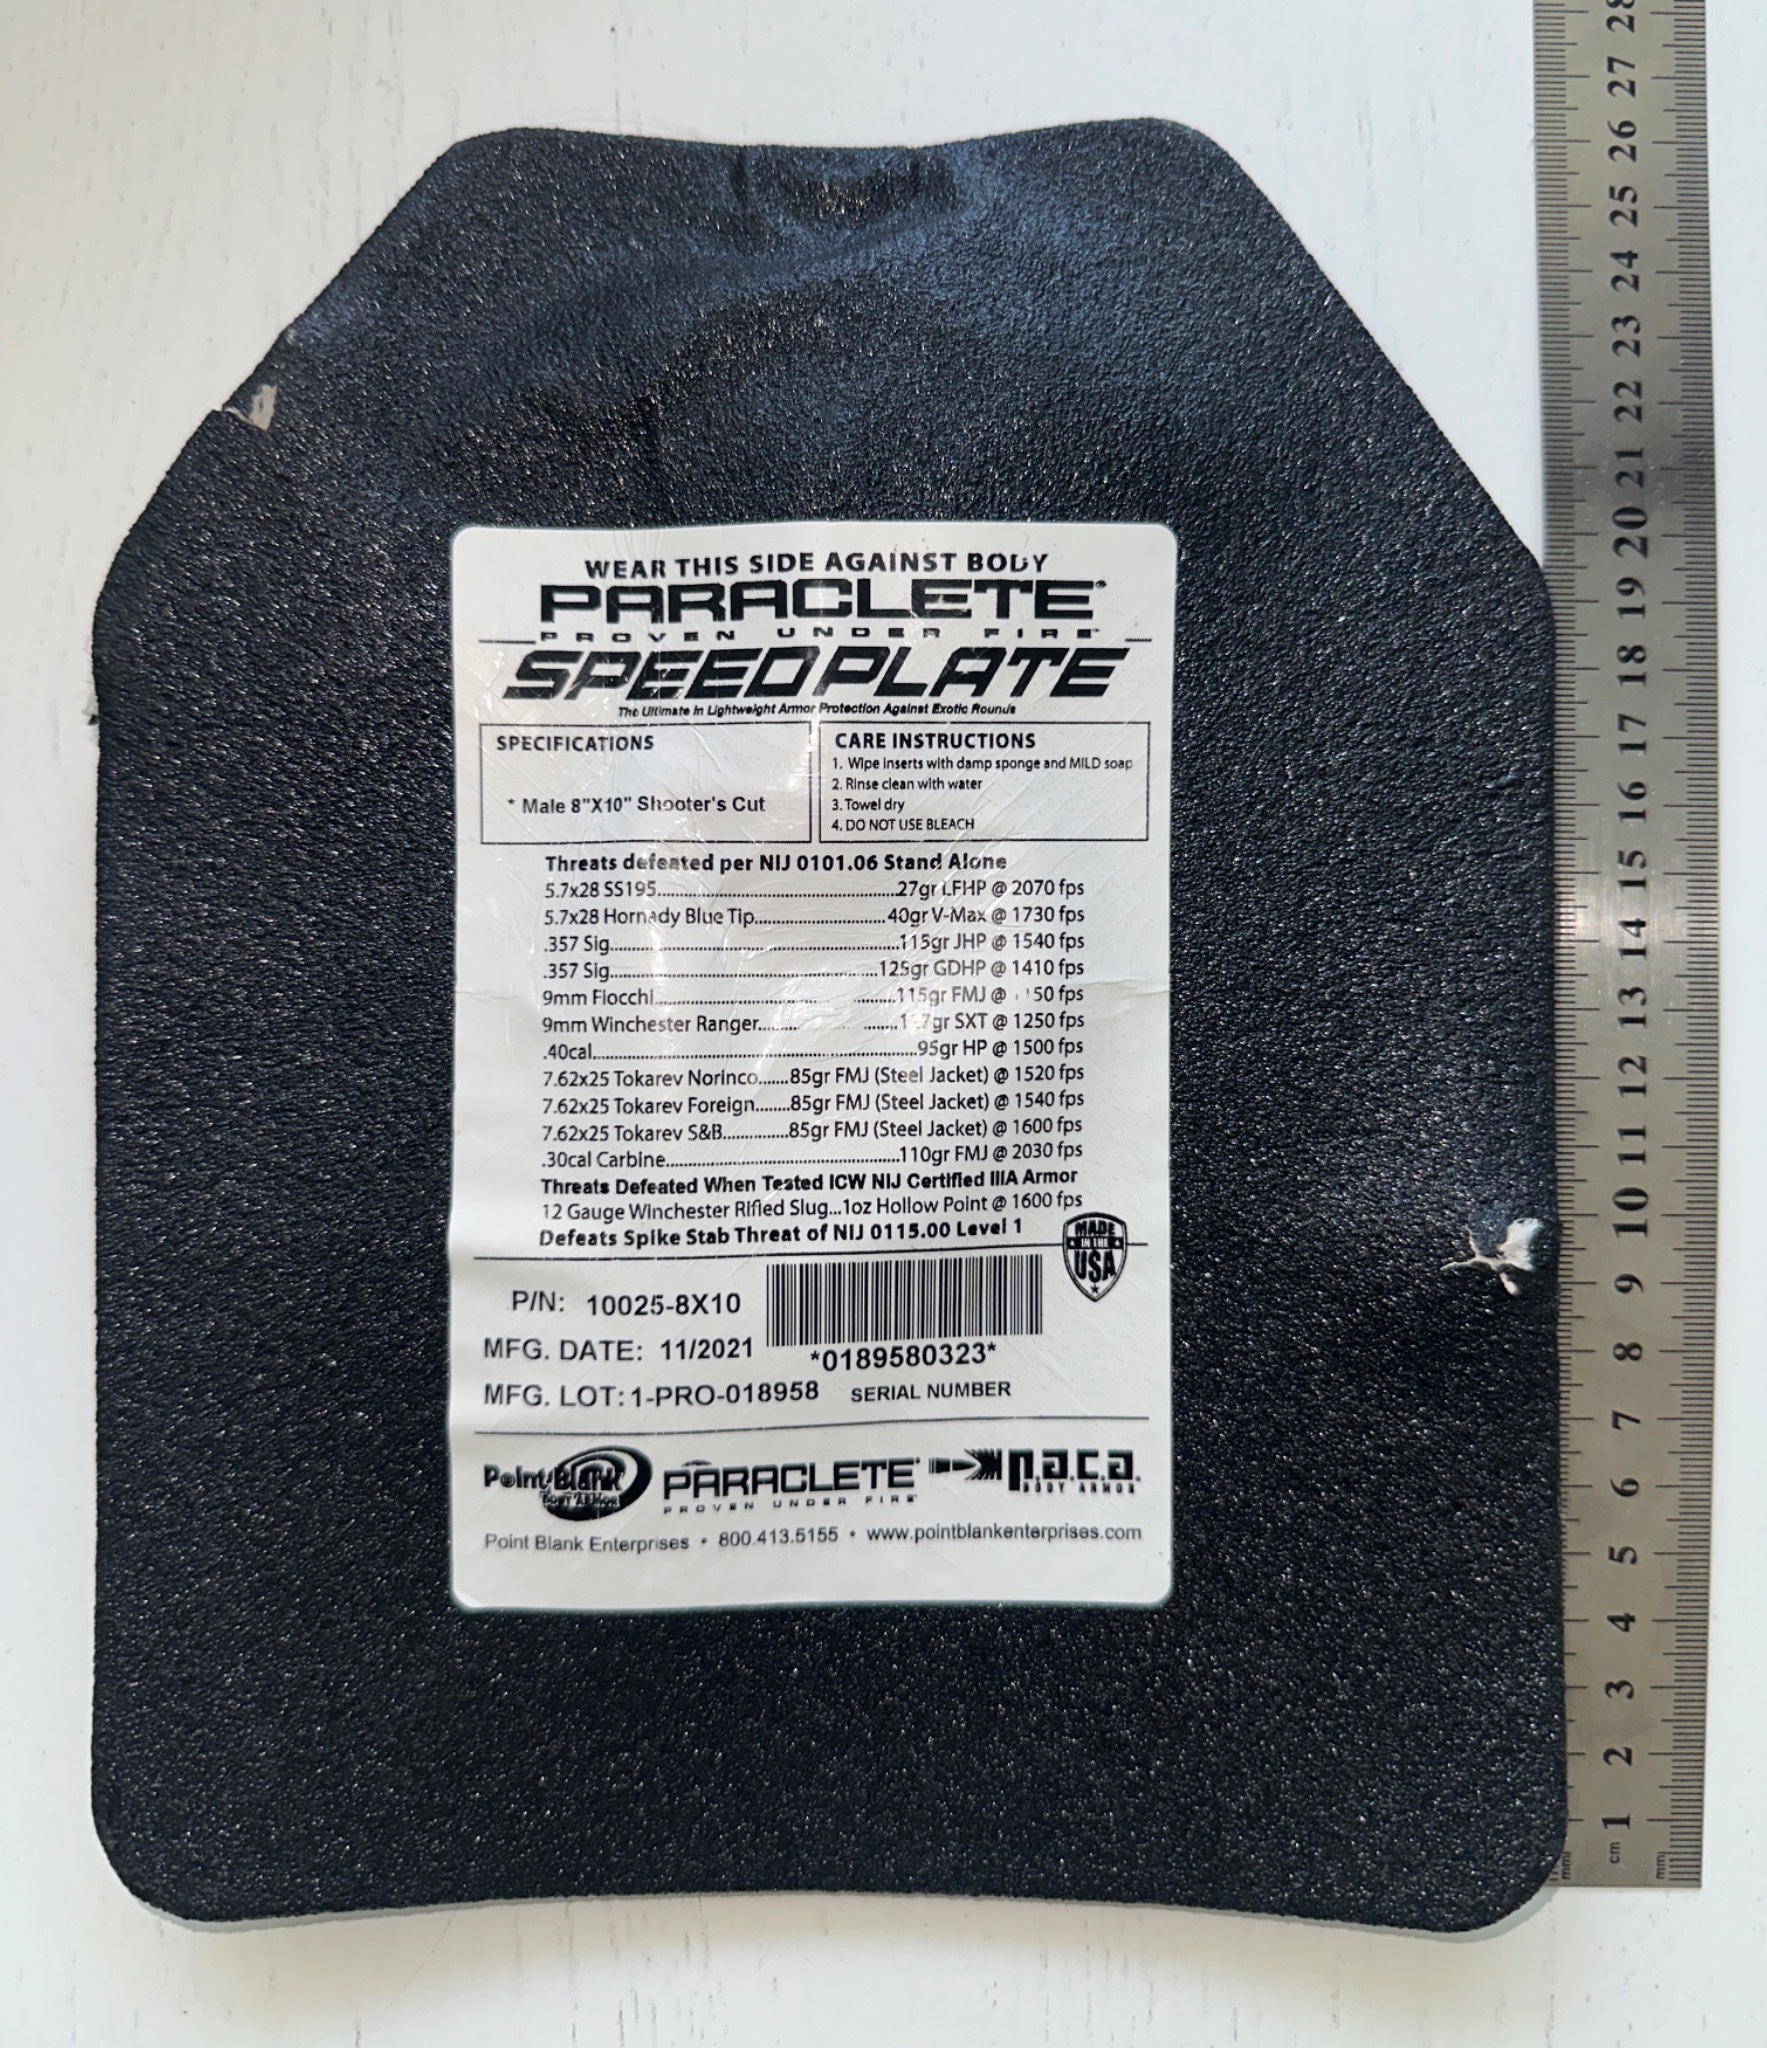 WEAR THIS SIDE AGAINST BODY
PARACLETE
PROVEN UNDER FIRE
SPEEDPLATE
The Ultimate in Lightweight Armor Protection Against Exotic Rounds
SPECIFICATIONS
* Male 8"X10" Shooter's Cut
CARE INSTRUCTIONS
1. Wipe inserts with damp sponge and MILD soap
2. Rinse clean with water
3. Towel dry
4. DO NOT USE BLEACH
Threats defeated per NIJ 0101.06 Stand Alone
5.7x28 SS195....................27gr LFHP @ 2070 fps
5.7x28 Hornady Blue Tip....................40gr V-Max @ 1730 fps
.357 Sig....................115gr JHP @ 1540 fps
.357 Sig....................125gr GDHP @ 1410 fps
9mm Fiocchi....................115gr FMJ @ fps
9mm Winchester Ranger.................... SXT @ 1250 fps
.40cal....................95gr HP @ 1500 fps
7.62x25 Tokarev Norinco.......85gr FMJ (Steel Jacket) @ 1520 fps
7.62x25 Tokarev Foreign........85gr FMJ (Steel Jacket) @ 1540 fps
7.62x25 Tokarev S&B...............85gr FMJ (Steel Jacket) @ 1600 fps
.30cal Carbine....................110gr FMJ @ 2030 fps
Threats Defeated When Tested ICW NIJ Certified IIIA Armor
12 Gauge Winchester Rifled Slug...1oz Hollow Point @ 1600 fps
Defeats Spike Stab Threat of NIJ 0115.00 Level 1
MADE
IN THE
USA
P/N: 10025-8X10
MFG. DATE: 11/2021
*0189580323*
MFG. LOT: 1-PRO-018958 SERIAL NUMBER
Point Blank
BODY ARMOR
PARACLETE
PROVEN UNDER FIRE
p.a.c.a.
BODY ARMOR
Point Blank Enterprises • 800.413.5155 • www.pointblankenterprises.com
28
27
26
25
24
23
22
21
20
19
18
17
16
15
14
13
12
11
10
9
8
7
6
5
4
3
2
1
cm
mm
mm